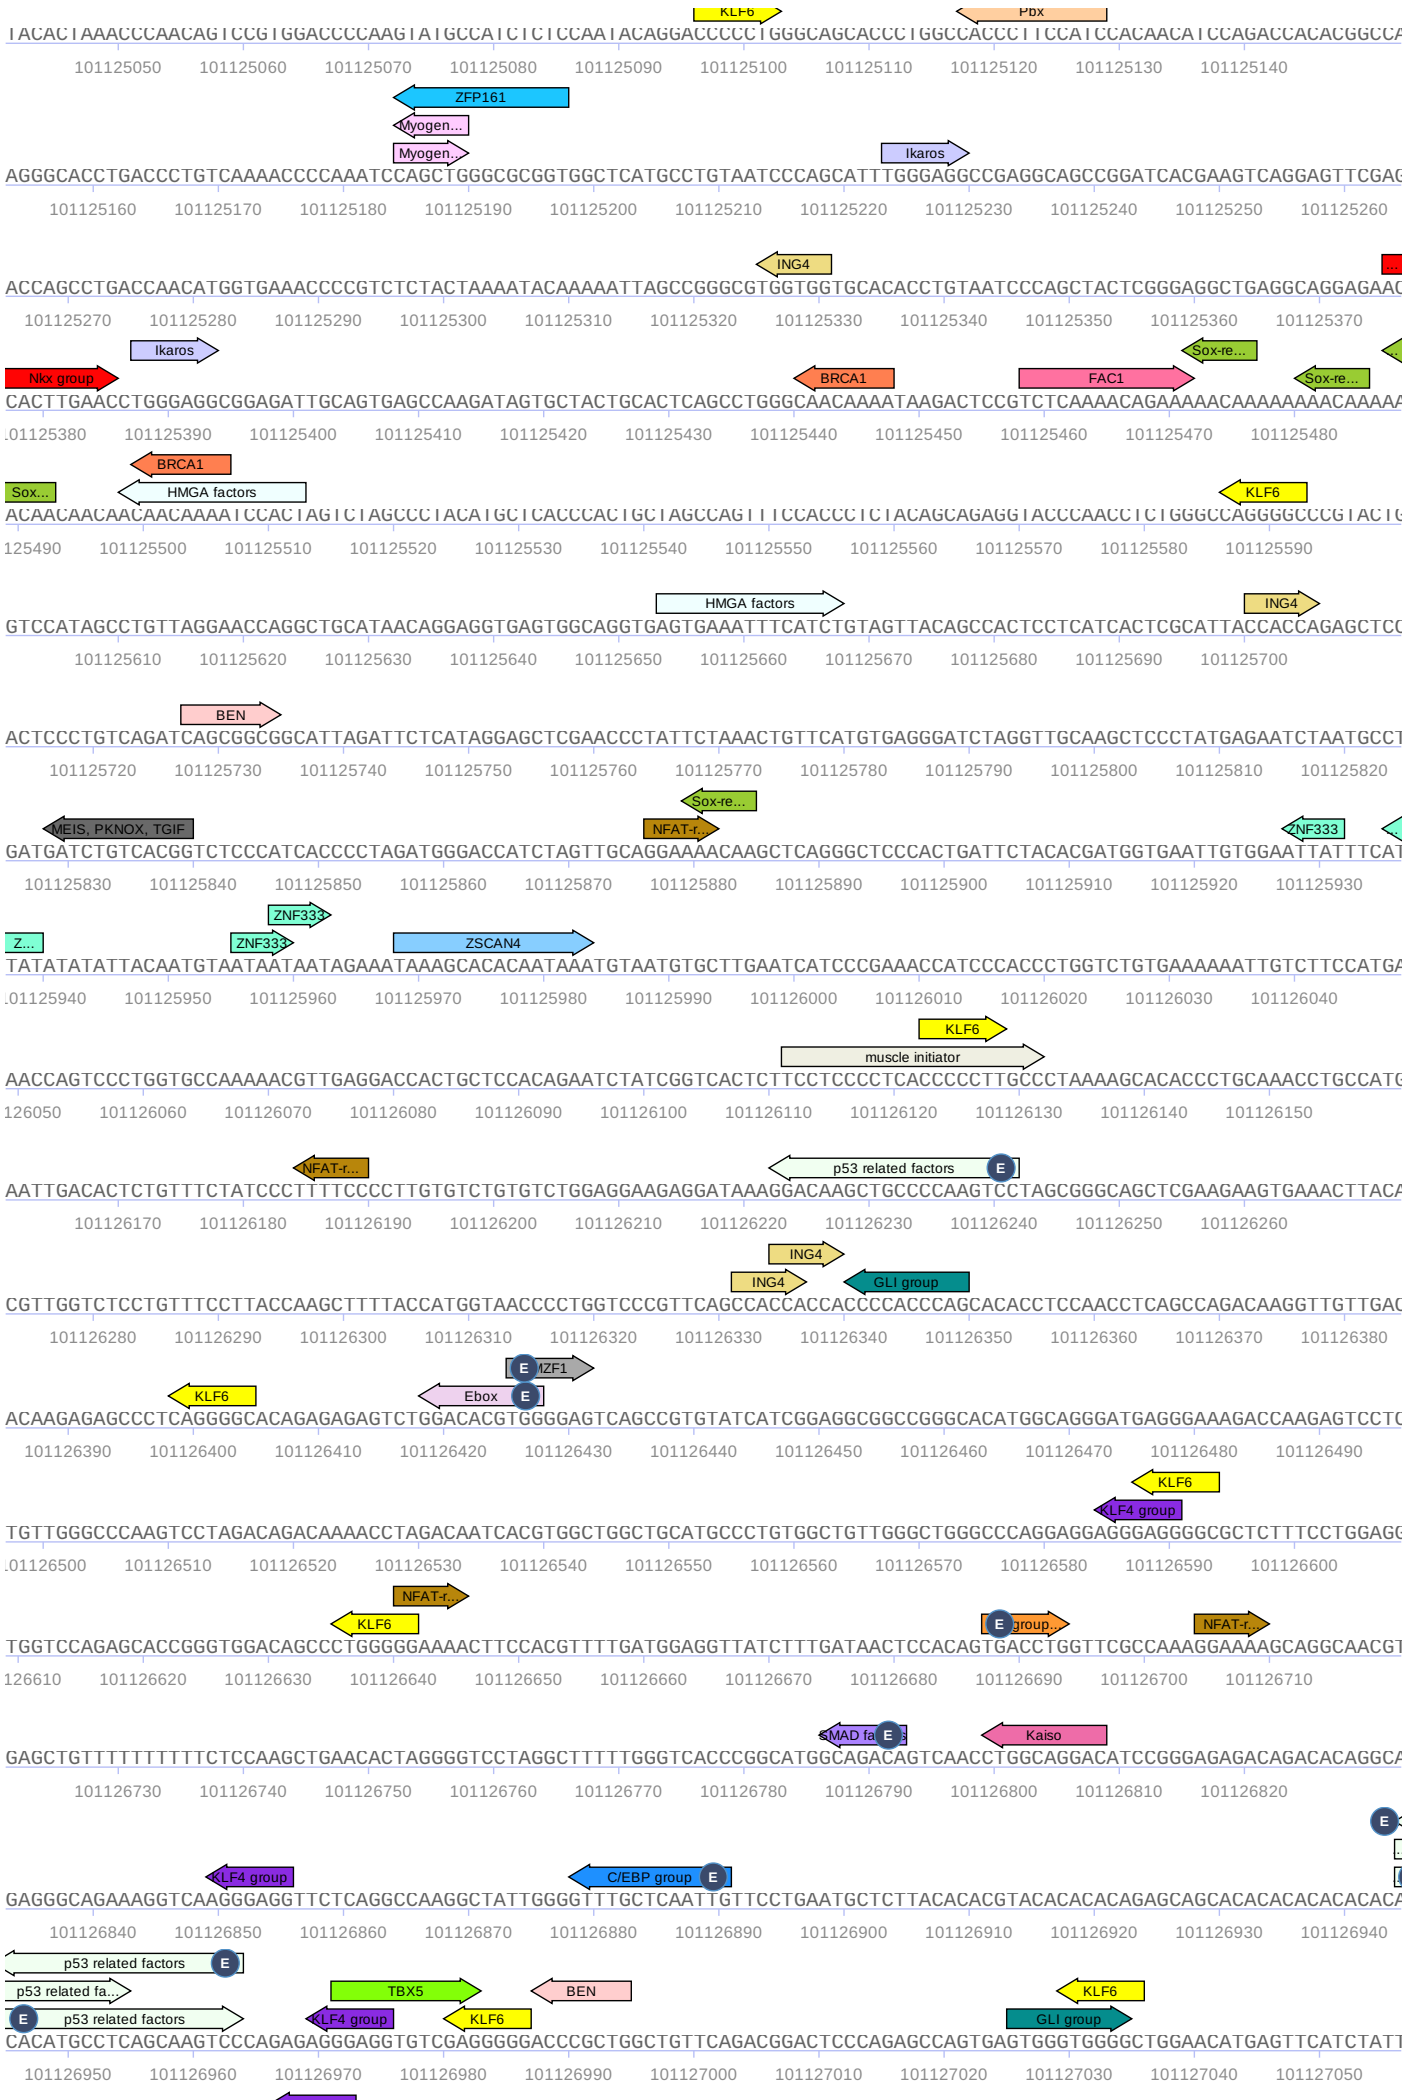 KLF6 Pbx
TACACTAAACCCAACAGTCCGTGGACCCCAAGTATGCCATCTCTCCAATACAGGACCCCCTGGGCAGCACCCTGGCCACCCTTCCATCCACAACATCCAGACCACACGGCCA
101125050 101125060 101125070 101125080 101125090 101125100 101125110 101125120 101125130 101125140
ZFP161
Myogen...
Myogen... Ikaros
AGGGCACCTGACCCTGTCAAAACCCCAAATCCAGCTGGGCGCGGTGGCTCATGCCTGTAATCCCAGCATTTGGGAGGCCGAGGCAGCCGGATCACGAAGTCAGGAGTTCGAG
101125160 101125170 101125180 101125190 101125200 101125210 101125220 101125230 101125240 101125250 101125260
ING4 ...
ACCAGCCTGACCAACATGGTGAAACCCCGTCTCTACTAAAATACAAAAATTAGCCGGGCGTGGTGGTGCACACCTGTAATCCCAGCTACTCGGGAGGCTGAGGCAGGAGAAC
101125270 101125280 101125290 101125300 101125310 101125320 101125330 101125340 101125350 101125360 101125370
Ikaros Sox-re... ...
Nkx group BRCA1 FAC1 Sox-re...
CACTTGAACCTGGGAGGCGGAGATTGCAGTGAGCCAAGATAGTGCTACTGCACTCAGCCTGGGCAACAAAATAAGACTCCGTCTCAAAACAGAAAAACAAAAAAAACAAAAA
.01125380 101125390 101125400 101125410 101125420 101125430 101125440 101125450 101125460 101125470 101125480
BRCA1
Sox... HMGA factors KLF6
ACAACAACAACAACAAAATCCACTAGTCTAGCCCTACATGCTCACCCACTGCTAGCCAGTTTCCACCCTCTACAGCAGAGGTACCCAACCTCTGGGCCAGGGGCCCGTACTG
125490 101125500 101125510 101125520 101125530 101125540 101125550 101125560 101125570 101125580 101125590
HMGA factors ING4
GTCCATAGCCTGTTAGGAACCAGGCTGCATAACAGGAGGTGAGTGGCAGGTGAGTGAAATTTCATCTGTAGTTACAGCCACTCCTCATCACTCGCATTACCACCAGAGCTCC
101125610 101125620 101125630 101125640 101125650 101125660 101125670 101125680 101125690 101125700
BEN
ACTCCCTGTCAGATCAGCGGCGGCATTAGATTCTCATAGGAGCTCGAACCCTATTCTAAACTGTTCATGTGAGGGATCTAGGTTGCAAGCTCCCTATGAGAATCTAATGCCT
101125720 101125730 101125740 101125750 101125760 101125770 101125780 101125790 101125800 101125810 101125820
Sox-re...
MEIS, PKNOX, TGIF NFAT-r... ZNF333 ...
GATGATCTGTCACGGTCTCCCATCACCCCTAGATGGGACCATCTAGTTGCAGGAAAACAAGCTCAGGGCTCCCACTGATTCTACACGATGGTGAATTGTGGAATTATTTCAT
101125830 101125840 101125850 101125860 101125870 101125880 101125890 101125900 101125910 101125920 101125930
ZNF333
Z... ZNF333 ZSCAN4
TATATATATTACAATGTAATAATAATAGAAATAAAGCACACAATAAATGTAATGTGCTTGAATCATCCCGAAACCATCCCACCCTGGTCTGTGAAAAAATTGTCTTCCATGA
.01125940 101125950 101125960 101125970 101125980 101125990 101126000 101126010 101126020 101126030 101126040
KLF6
muscle initiator
AACCAGTCCCTGGTGCCAAAAACGTTGAGGACCACTGCTCCACAGAATCTATCGGTCACTCTTCCTCCCCTCACCCCCTTGCCCTAAAAGCACACCCTGCAAACCTGCCATG
126050 101126060 101126070 101126080 101126090 101126100 101126110 101126120 101126130 101126140 101126150
NFAT-r... p53 related factors E
AATTGACACTCTGTTTCTATCCCTTTTCCCCTTGTGTCTGTGTCTGGAGGAAGAGGATAAAGGACAAGCTGCCCCAAGTCCTAGCGGGCAGCTCGAAGAAGTGAAACTTACA
101126170 101126180 101126190 101126200 101126210 101126220 101126230 101126240 101126250 101126260
ING4
ING4 GLI group
CGTTGGTCTCCTGTTTCCTTACCAAGCTTTTACCATGGTAACCCCTGGTCCCGTTCAGCCACCACCACCCCACCCAGCACACCTCCAACCTCAGCCAGACAAGGTTGTTGAC
101126280 101126290 101126300 101126310 101126320 101126330 101126340 101126350 101126360 101126370 101126380
E MZF1
KLF6 Ebox E
ACAAGAGAGCCCTCAGGGGCACAGAGAGAGTCTGGACACGTGGGGAGTCAGCCGTGTATCATCGGAGGCGGCCGGGCACATGGCAGGGATGAGGGAAAGACCAAGAGTCCTC
101126390 101126400 101126410 101126420 101126430 101126440 101126450 101126460 101126470 101126480 101126490
KLF6
KLF4 group
TGTTGGGCCCAAGTCCTAGACAGACAAAACCTAGACAATCACGTGGCTGGCTGCATGCCCTGTGGCTGTTGGGCTGGGCCCAGGAGGAGGGAGGGGCGCTCTTTCCTGGAGG
.01126500 101126510 101126520 101126530 101126540 101126550 101126560 101126570 101126580 101126590 101126600
NFAT-r...
KLF6 E group... NFAT-r...
TGGTCCAGAGCACCGGGTGGACAGCCCTGGGGGAAAACTTCCACGTTTTGATGGAGGTTATCTTTGATAACTCCACAGTGACCTGGTTCGCCAAAGGAAAAGCAGGCAACGT
126610 101126620 101126630 101126640 101126650 101126660 101126670 101126680 101126690 101126700 101126710
SMAD fa E s Kaiso
GAGCTGTTTTTTTTTTCTCCAAGCTGAACACTAGGGGTCCTAGGCTTTTTGGGTCACCCGGCATGGCAGACAGTCAACCTGGCAGGACATCCGGGAGAGACAGACACAGGCA
101126730 101126740 101126750 101126760 101126770 101126780 101126790 101126800 101126810 101126820
E
KLF4 group C/EBP group E
GAGGGCAGAAAGGTCAAGGGAGGTTCTCAGGCCAAGGCTATTGGGGTTTGCTCAATTGTTCCTGAATGCTCTTACACACGTACACACACAGAGCAGCACACACACACACACA
101126840 101126850 101126860 101126870 101126880 101126890 101126900 101126910 101126920 101126930 101126940
p53 related factors E
p53 related fa... TBX5 BEN KLF6
E p53 related factors KLF4 group KLF6 GLI group
CACATGCCTCAGCAAGTCCCAGAGAGGGAGGTGTCGAGGGGGACCCGCTGGCTGTTCAGACGGACTCCCAGAGCCAGTGAGTGGGTGGGGCTGGAACATGAGTTCATCTATT
101126950 101126960 101126970 101126980 101126990 101127000 101127010 101127020 101127030 101127040 101127050